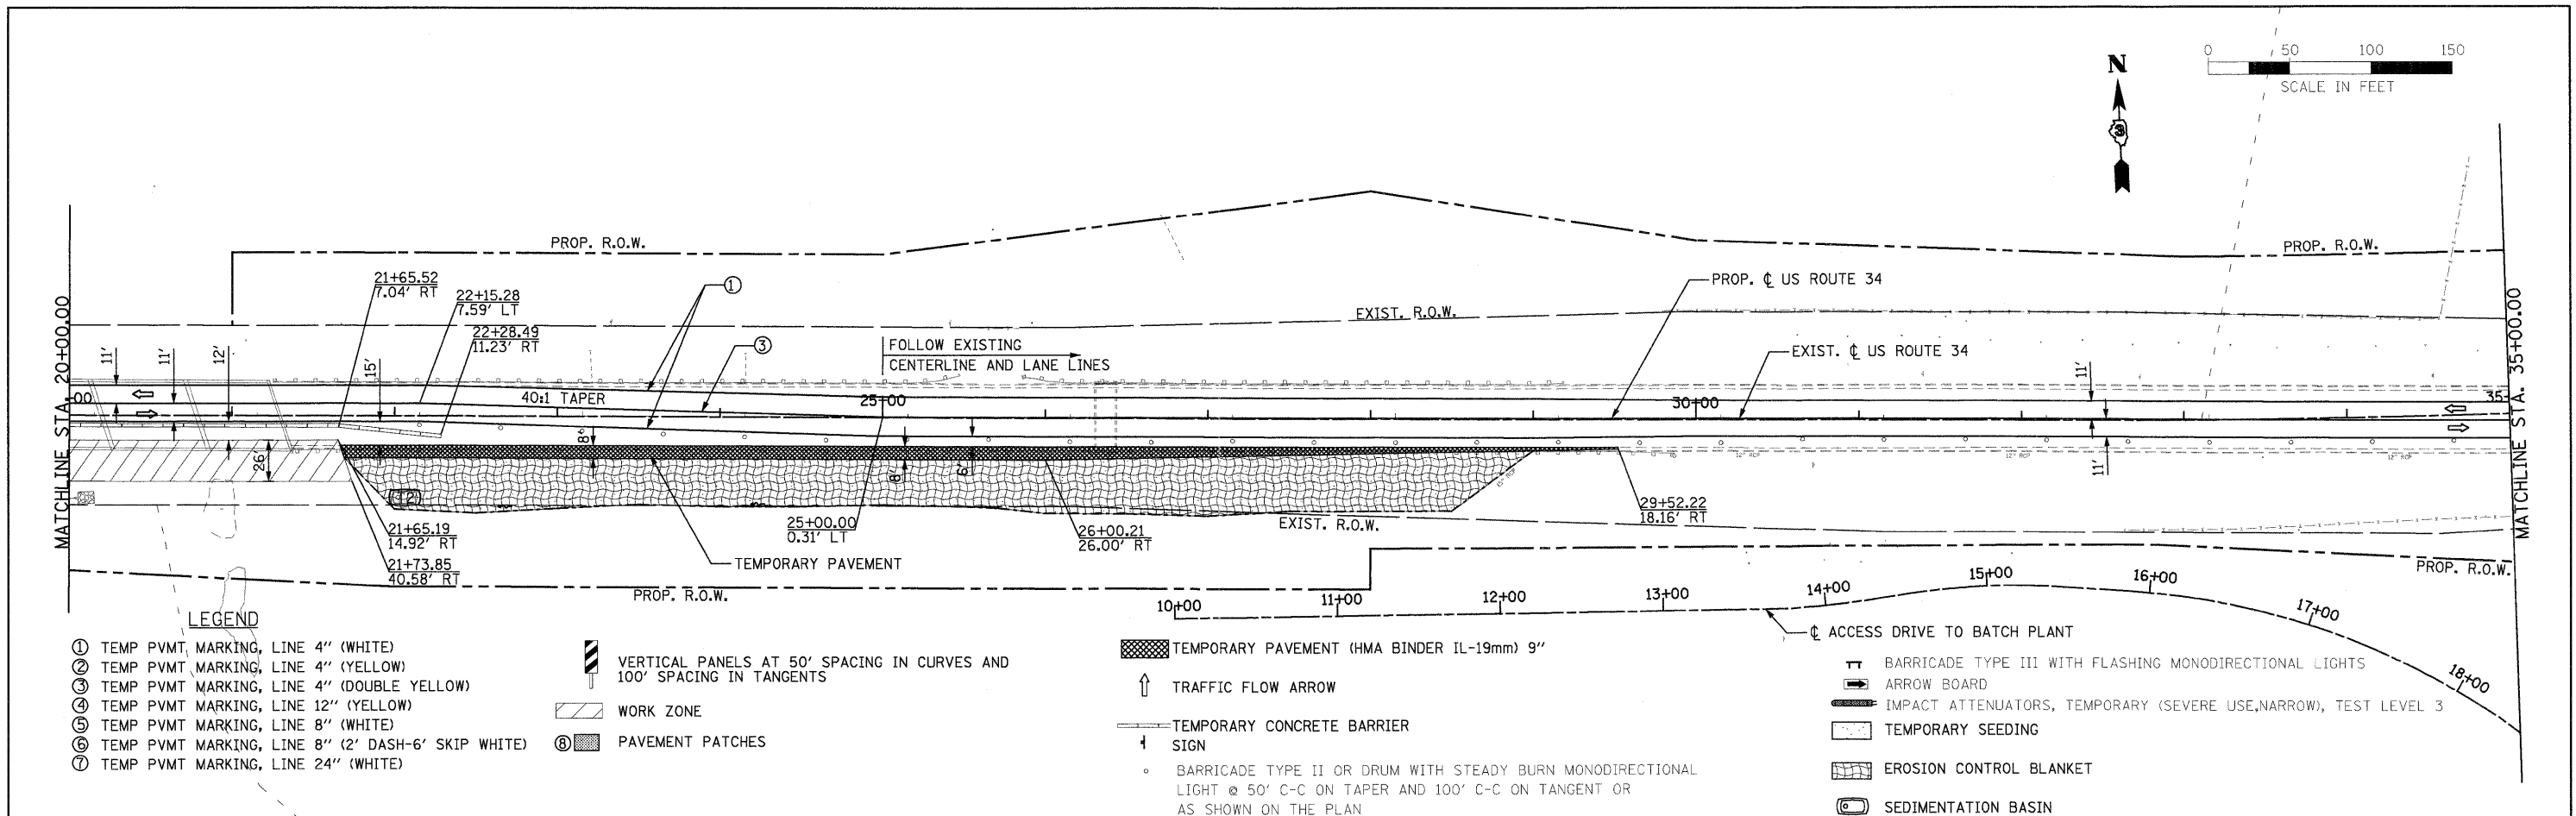 N
0 50 100 150
SCALE IN FEET
PROP. R.O.W.
PROP. R.O.W.
21+65.52
7.04' RT
22+15.28
7.59' LT
22+28.49
11.23' RT
①
③
PROP. ℄ US ROUTE 34
EXIST. R.O.W.
FOLLOW EXISTING
CENTERLINE AND LANE LINES
EXIST. ℄ US ROUTE 34
MATCHLINE STA. 20+00.00
MATCHLINE STA. 35+00.00
11'
11'
12'
15'
11'
00
40:1 TAPER
25+00
30+00
35
26'
8'
8'
6'
11'
12" RCP
12" RCP
12" RCP
15" RCP
21+65.19
14.92' RT
21+73.85
40.58' RT
25+00.00
0.31' LT
26+00.21
26.00' RT
29+52.22
18.16' RT
EXIST. R.O.W.
TEMPORARY PAVEMENT
PROP. R.O.W.
PROP. R.O.W.
10+00 11+00 12+00 13+00 14+00 15+00 16+00 17+00 18+00
℄ ACCESS DRIVE TO BATCH PLANT
LEGEND
① TEMP PVMT MARKING, LINE 4" (WHITE)
② TEMP PVMT MARKING, LINE 4" (YELLOW)
③ TEMP PVMT MARKING, LINE 4" (DOUBLE YELLOW)
④ TEMP PVMT MARKING, LINE 12" (YELLOW)
⑤ TEMP PVMT MARKING, LINE 8" (WHITE)
⑥ TEMP PVMT MARKING, LINE 8" (2' DASH-6' SKIP WHITE)
⑦ TEMP PVMT MARKING, LINE 24" (WHITE)
VERTICAL PANELS AT 50' SPACING IN CURVES AND
100' SPACING IN TANGENTS
WORK ZONE
⑧ PAVEMENT PATCHES
TEMPORARY PAVEMENT (HMA BINDER IL-19mm) 9"
TRAFFIC FLOW ARROW
TEMPORARY CONCRETE BARRIER
SIGN
BARRICADE TYPE II OR DRUM WITH STEADY BURN MONODIRECTIONAL
LIGHT @ 50' C-C ON TAPER AND 100' C-C ON TANGENT OR
AS SHOWN ON THE PLAN
BARRICADE TYPE III WITH FLASHING MONODIRECTIONAL LIGHTS
ARROW BOARD
IMPACT ATTENUATORS, TEMPORARY (SEVERE USE,NARROW), TEST LEVEL 3
TEMPORARY SEEDING
EROSION CONTROL BLANKET
SEDIMENTATION BASIN